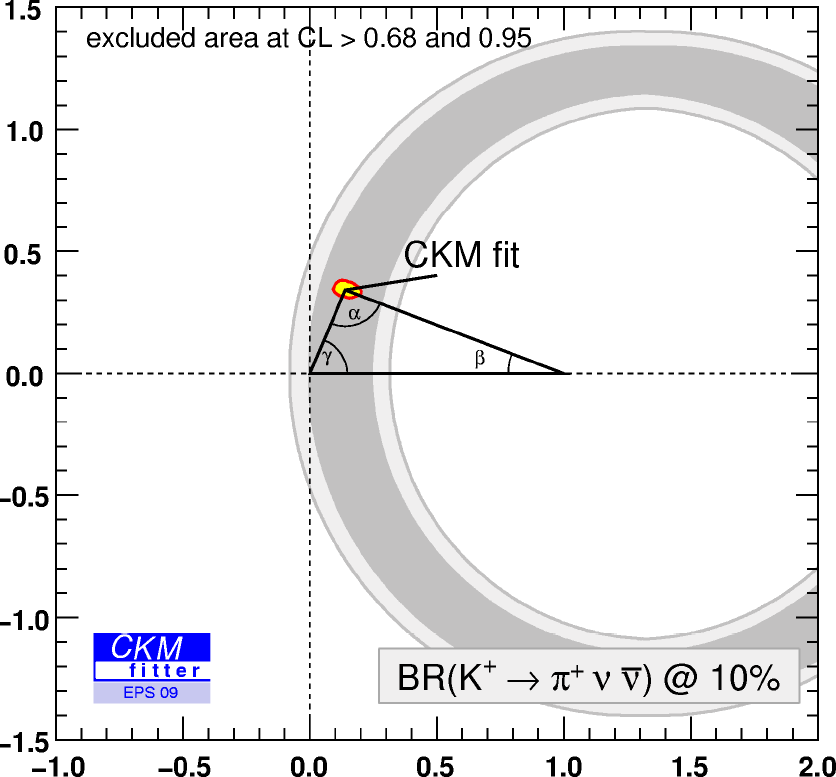 excluded area at CL > 0.68 and 0.95
1.5
1.0
0.5
0.0
−0.5
−1.0
−1.5
CKM fit
α
γ
β
CKM
fitter
EPS 09
BR(K⁺ → π⁺ ν ν̅) @ 10%
−1.0 −0.5 0.0 0.5 1.0 1.5 2.0